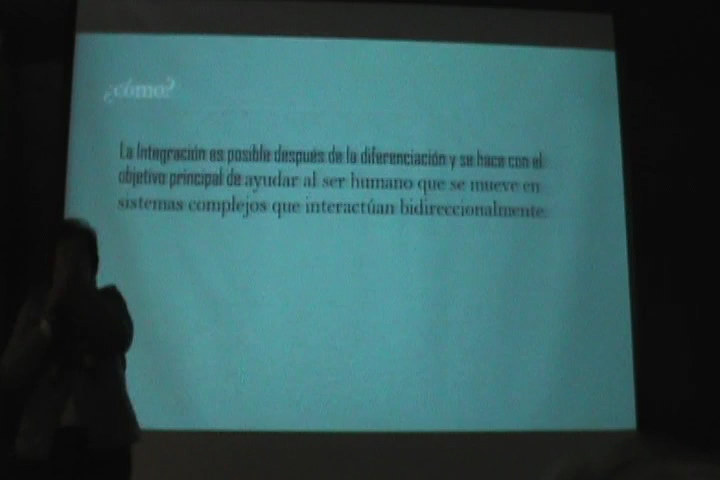 ¿cómo?
La Integración es posible después de la diferenciación y se hace con el
objetivo principal de ayudar al ser humano que se mueve en
sistemas complejos que interactúan bidireccionalmente.